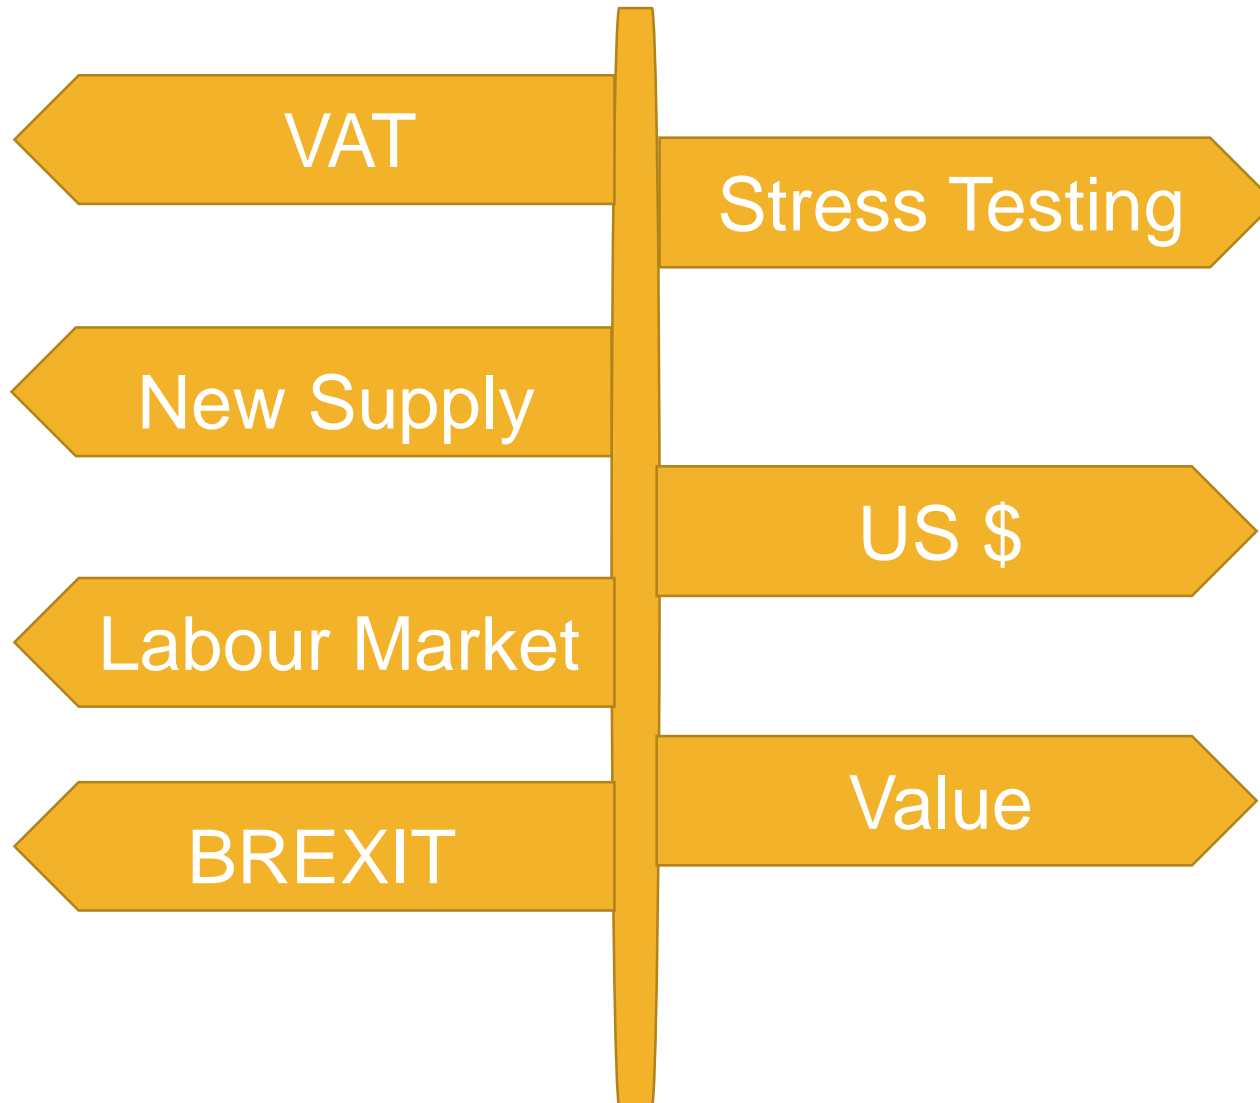 VAT
Stress Testing
New Supply
US $
Labour Market
Value
BREXIT